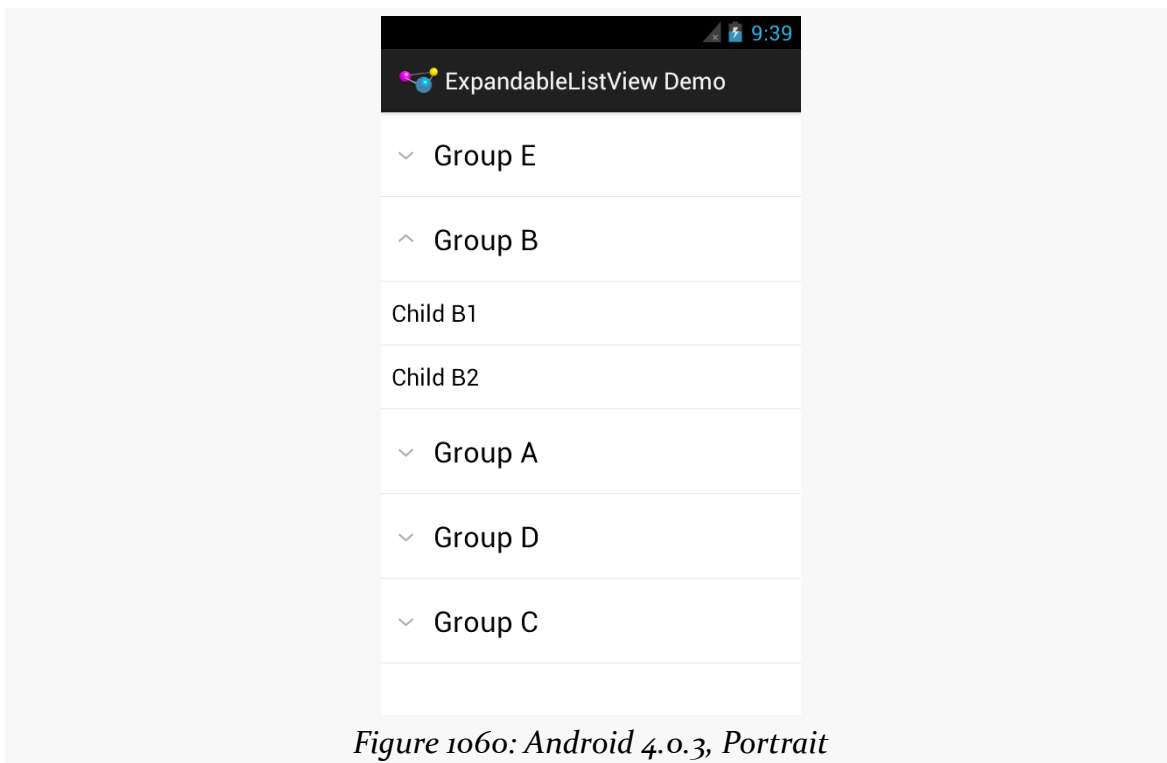 9:39
ExpandableListView Demo
Group E
Group B
Child B1
Child B2
Group A
Group D
Group C
Figure 1060: Android 4.0.3, Portrait